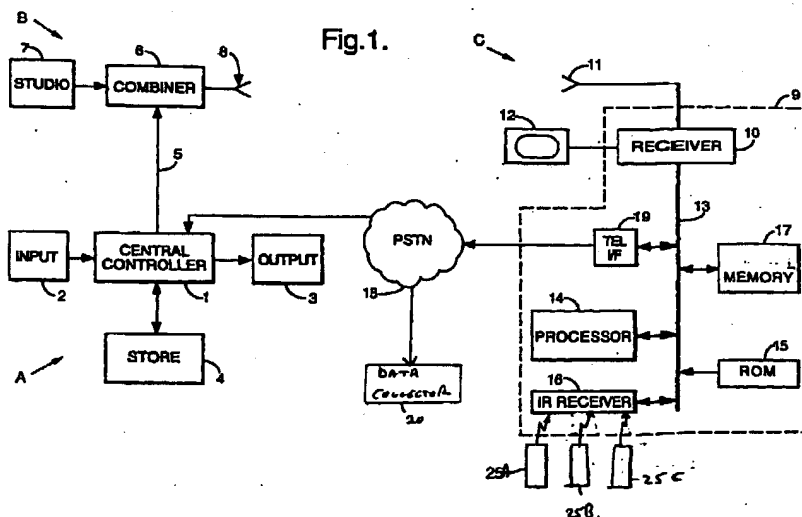 Fig.1.
B
7
STUDIO
6
COMBINER
8
5
INPUT
2
CENTRAL
CONTROLLER
1
OUTPUT
3
STORE
4
A
PSTN
18
DATA
COLLECTOR
20
C
11
9
12
RECEIVER
10
13
19
TEL
I/F
17
MEMORY
14
PROCESSOR
15
ROM
16
IR RECEIVER
25A
25B
25C